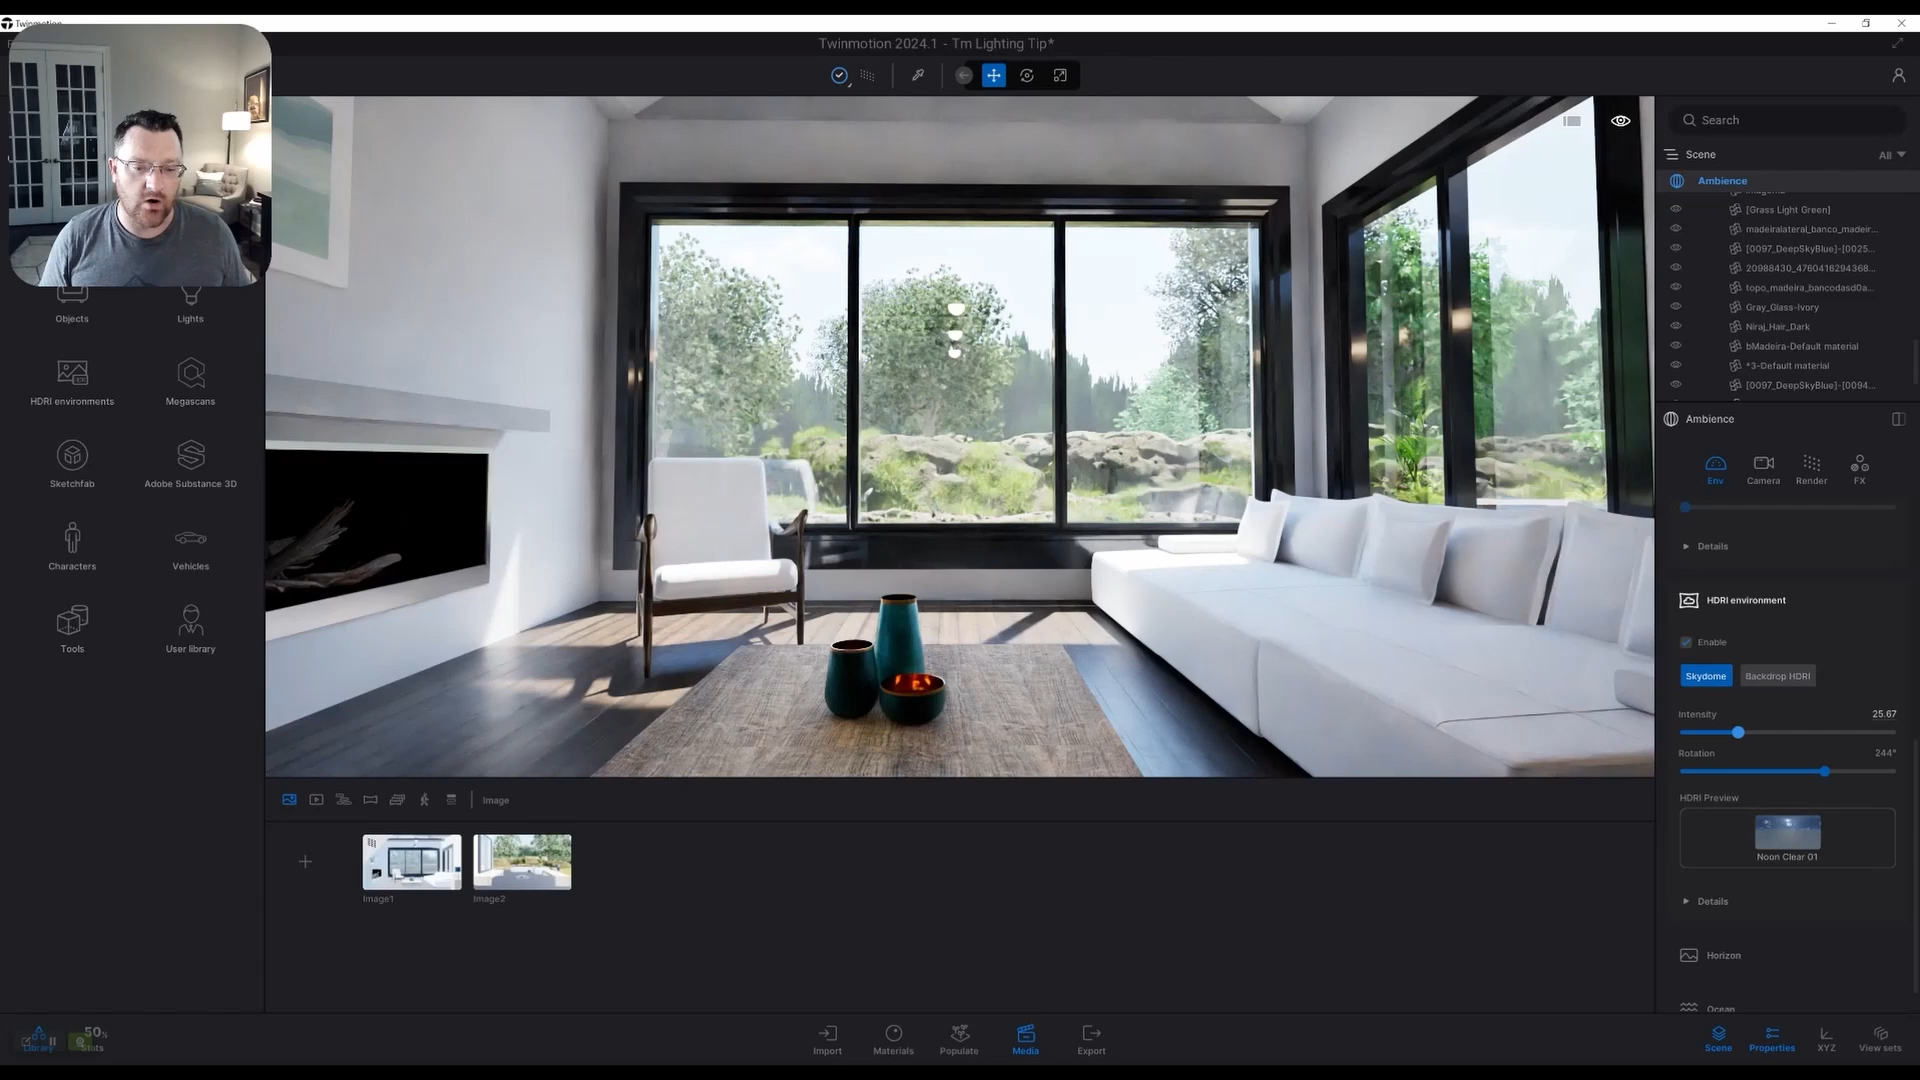 Twinmotion
Twinmotion 2024.1 - Tm Lighting Tip*
Search
Scene
All
Ambience
[Grass Light Green]
madeiralateral_banco_madeir...
[0097_DeepSkyBlue]-[0025...
20988430_4760416294368...
topo_madeira_bancodasd0a...
Gray_Glass-Ivory
Niraj_Hair_Dark
bMadeira-Default material
*3-Default material
[0097_DeepSkyBlue]-[0094...
Ambience
Env
Camera
Render
FX
Details
HDRI environment
Enable
Skydome
Backdrop HDRI
Intensity
25.67
Rotation
244°
HDRI Preview
Noon Clear 01
Details
Horizon
Ocean
Objects
Lights
HDRI environments
Megascans
Sketchfab
Adobe Substance 3D
Characters
Vehicles
Tools
User library
Image
Image1
Image2
Library
50%
Stats
Import
Materials
Populate
Media
Export
Scene
Properties
XYZ
View sets